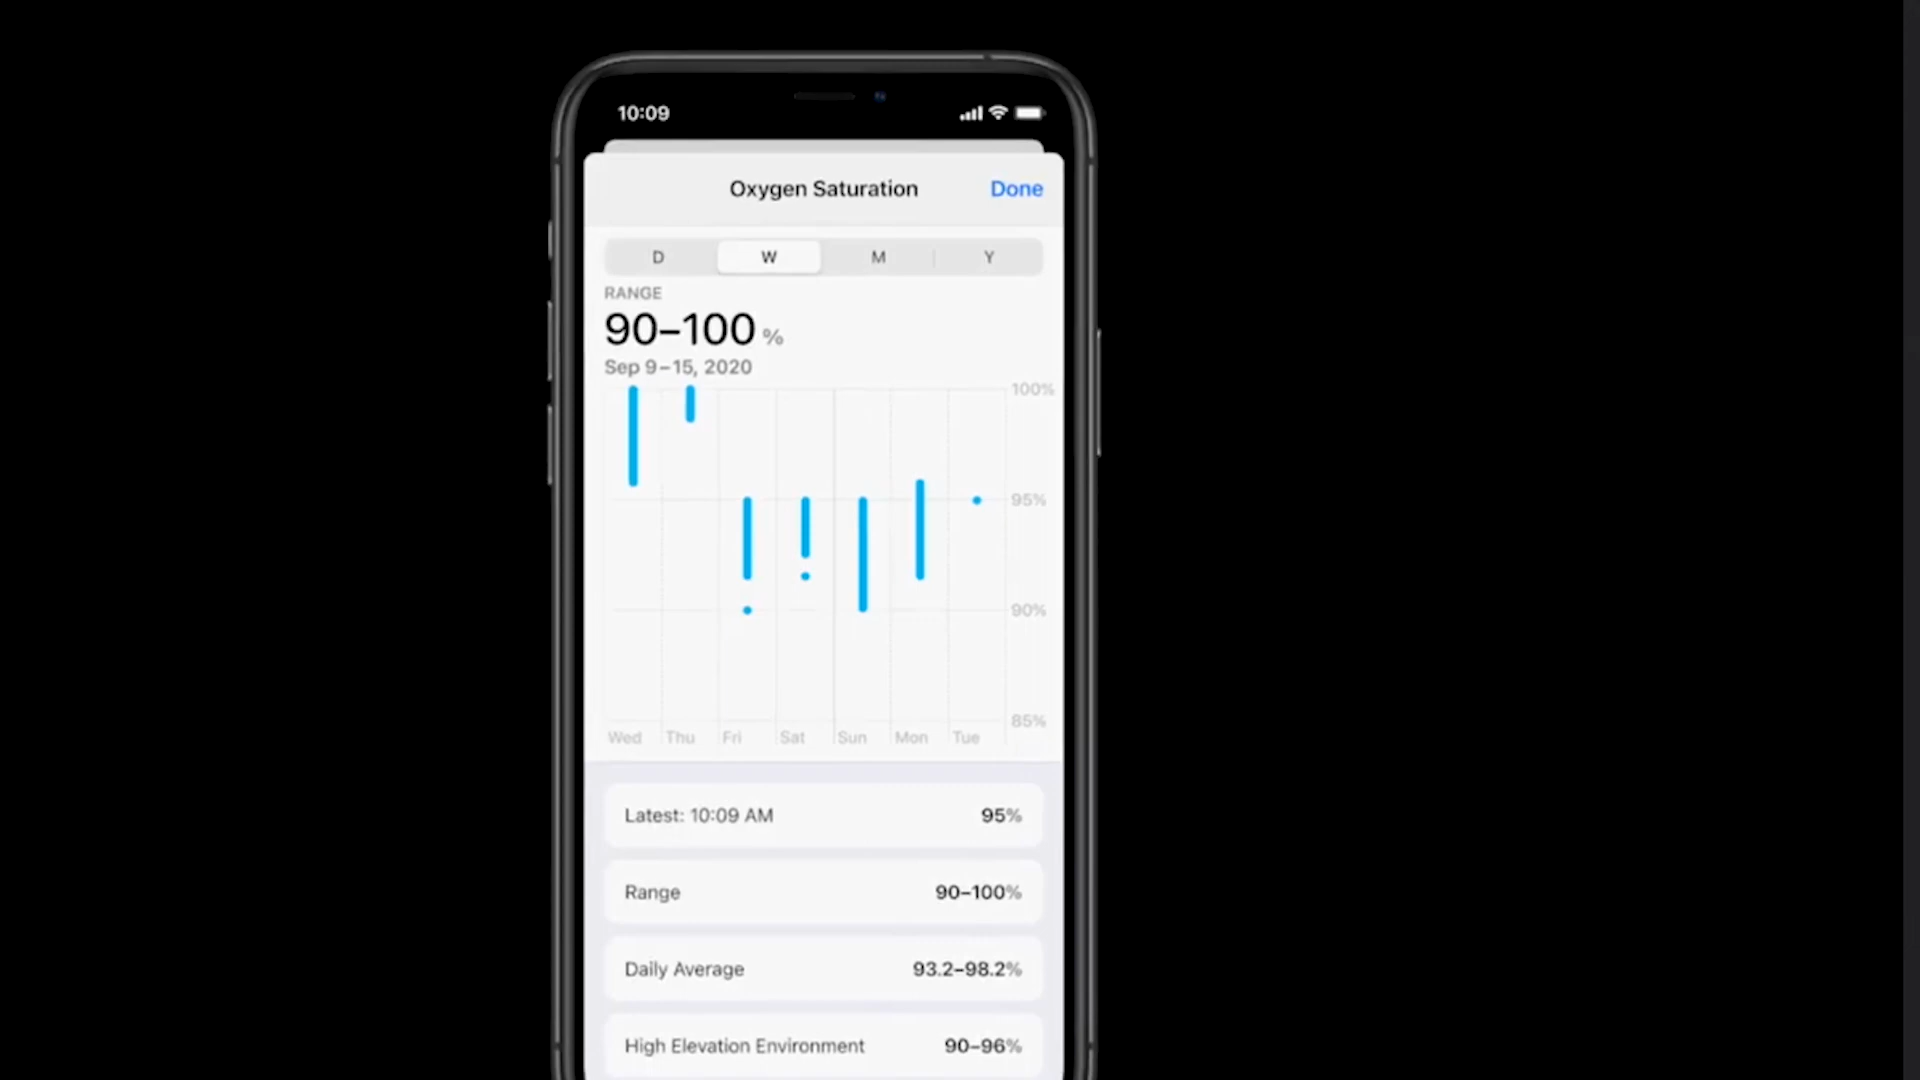 10:09
Oxygen Saturation Done
D W M Y
RANGE
90–100 %
Sep 9–15, 2020
100%
95%
90%
85%
Wed Thu Fri Sat Sun Mon Tue
Latest: 10:09 AM 95%
Range 90–100%
Daily Average 93.2–98.2%
High Elevation Environment 90–96%